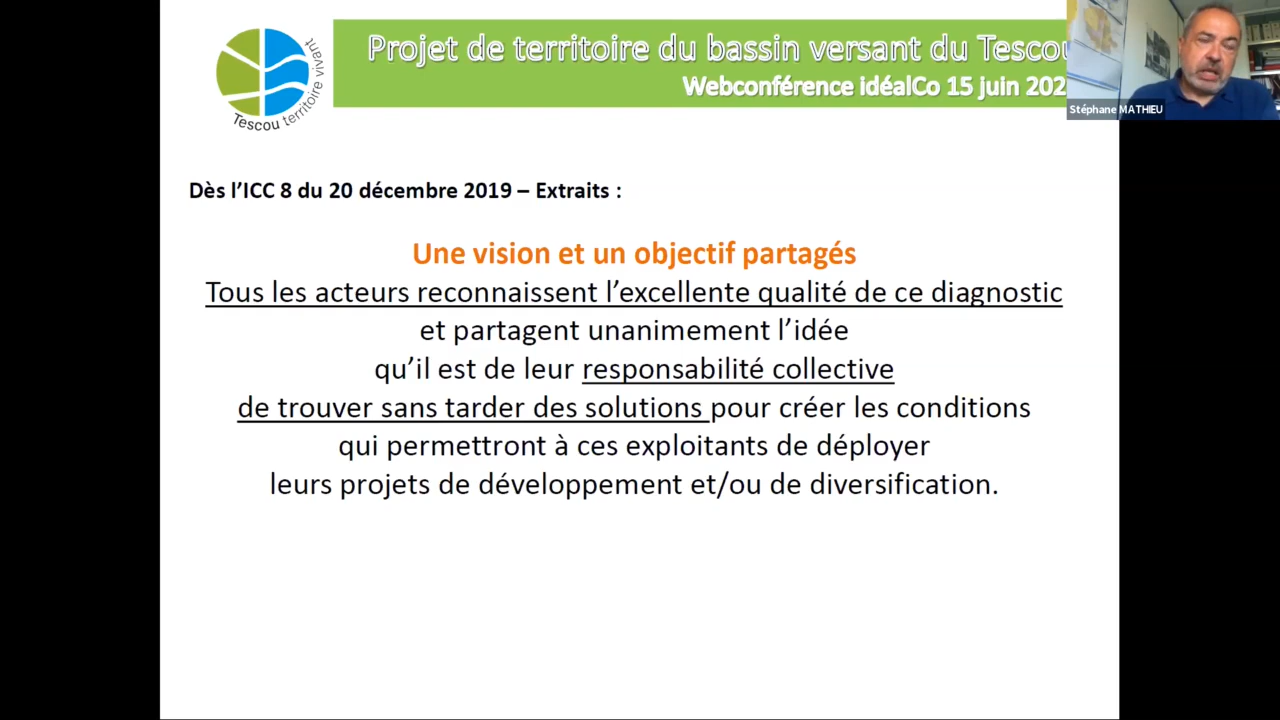 Projet de territoire du bassin versant du Tescou
Webconférence idéalCo 15 juin 202
Stéphane MATHIEU
Tescou territoire vivant
Dès l’ICC 8 du 20 décembre 2019 – Extraits :
Une vision et un objectif partagés
Tous les acteurs reconnaissent l’excellente qualité de ce diagnostic
et partagent unanimement l’idée
qu’il est de leur responsabilité collective
de trouver sans tarder des solutions pour créer les conditions
qui permettront à ces exploitants de déployer
leurs projets de développement et/ou de diversification.